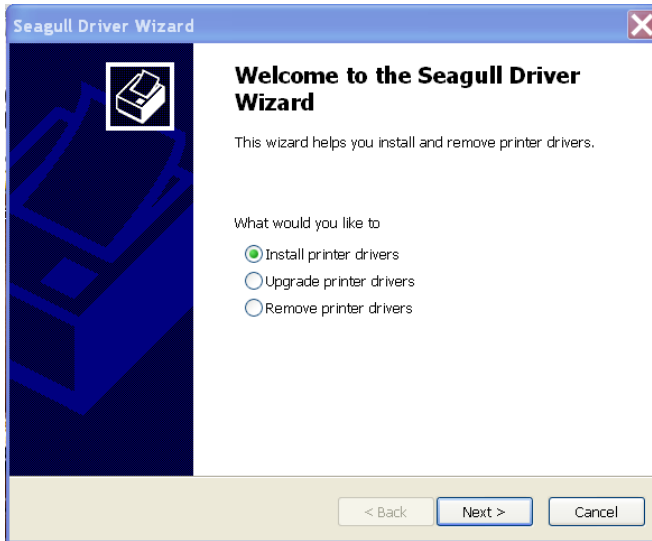 Seagull Driver Wizard
Welcome to the Seagull Driver
Wizard
This wizard helps you install and remove printer drivers.
What would you like to
Install printer drivers
Upgrade printer drivers
Remove printer drivers
< Back
Next >
Cancel